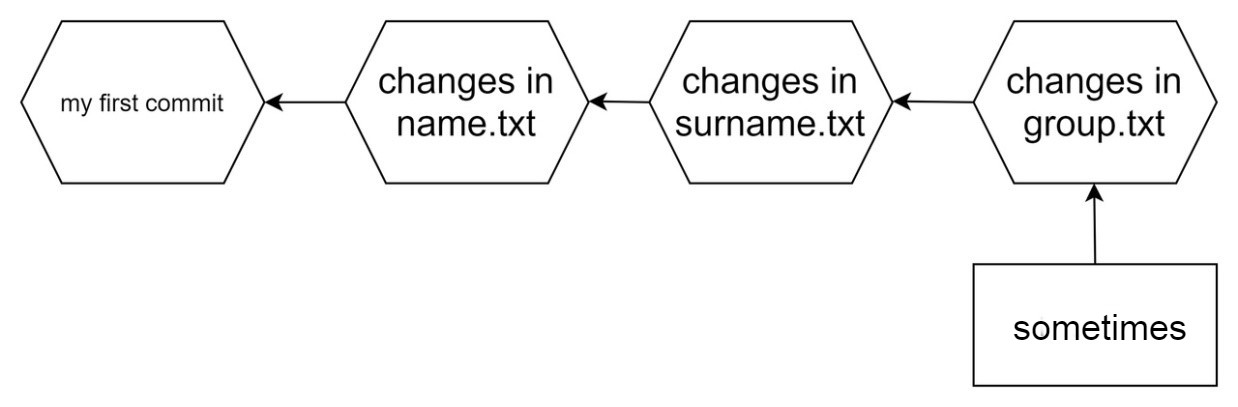 my first commit
changes in
name.txt
changes in
surname.txt
changes in
group.txt
sometimes